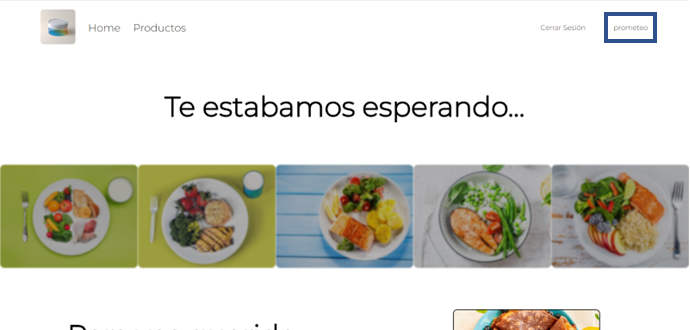 Home Productos Cerrar Sesión prometeo
Te estabamos esperando...